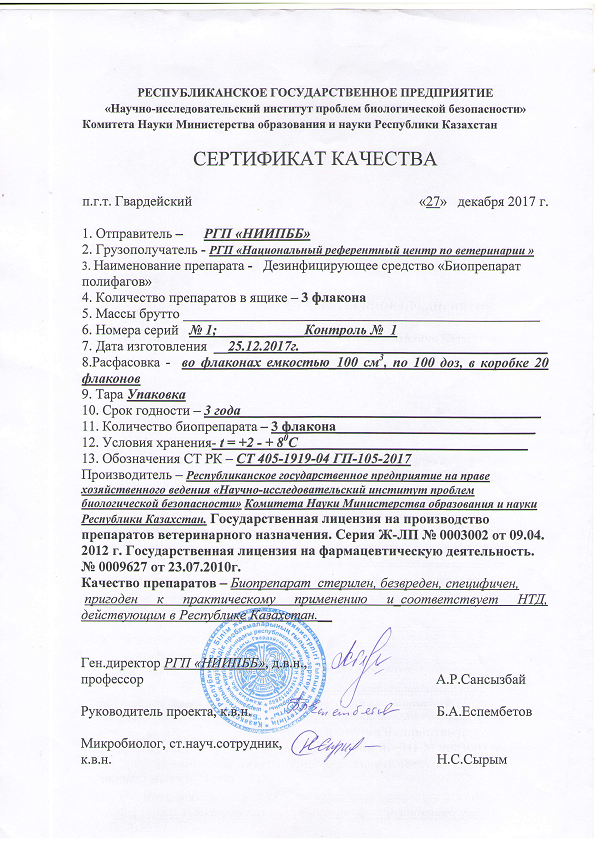 РЕСПУБЛИКАНСКОЕ ГОСУДАРСТВЕННОЕ ПРЕДПРИЯТИЕ
«Научно-исследовательский институт проблем биологической безопасности»
Комитета Науки Министерства образования и науки Республики Казахстан
СЕРТИФИКАТ КАЧЕСТВА
п.г.т. Гвардейский «27» декабря 2017 г.
1. Отправитель – РГП «НИИПББ»
2. Грузополучатель - РГП «Национальный референтный центр по ветеринарии »
3. Наименование препарата - Дезинфицирующее средство «Биопрепарат
полифагов»
4. Количество препаратов в ящике – 3 флакона
5. Массы брутто
6. Номера серий № 1; Контроль № 1
7. Дата изготовления 25.12.2017г.
8.Расфасовка - во флаконах емкостью 100 см3, по 100 доз, в коробке 20
флаконов
9. Тара Упаковка
10. Срок годности – 3 года
11. Количество биопрепарата – 3 флакона
12. Условия хранения- t = +2 - + 80С
13. Обозначения СТ РК – СТ 405-1919-04 ГП-105-2017
Производитель – Республиканское государственное предприятие на праве
хозяйственного ведения «Научно-исследовательский институт проблем
биологической безопасности» Комитета Науки Министерства образования и науки
Республики Казахстан. Государственная лицензия на производство
препаратов ветеринарного назначения. Серия Ж-ЛП № 0003002 от 09.04.
2012 г. Государственная лицензия на фармацевтическую деятельность.
№ 0009627 от 23.07.2010г.
Качество препаратов – Биопрепарат стерилен, безвреден, специфичен,
пригоден к практическому применению и соответствует НТД,
действующим в Республике Казахстан.
Ген.директор РГП «НИИПББ», д.в.н.,
профессор А.Р.Сансызбай
Руководитель проекта, к.в.н. Б.А.Еспембетов
Микробиолог, ст.науч.сотрудник,
к.в.н. Н.С.Сырым